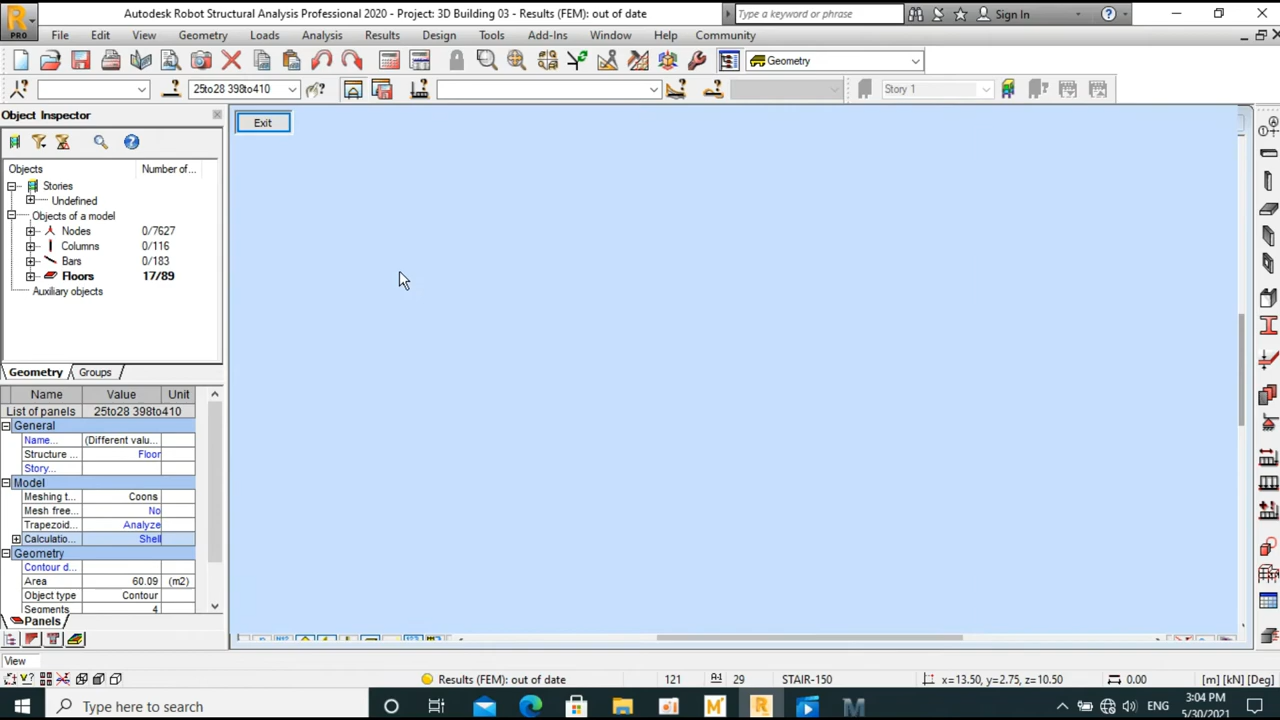 Autodesk Robot Structural Analysis Professional 2020 - Project: 3D Building 03 - Results (FEM): out of date
Type a keyword or phrase
Sign In
PRO
File Edit View Geometry Loads Analysis Results Design Tools Add-Ins Window Help Community
Geometry
25to28 398to410
Story 1
Object Inspector
Exit
Objects Number of...
Stories
Undefined
Objects of a model
Nodes 0/7627
Columns 0/116
Bars 0/183
Floors 17/89
Auxiliary objects
Geometry Groups
Name Value Unit
List of panels 25to28 398to410
General
Name... (Different valu...
Structure ... Floor
Story...
Model
Meshing t... Coons
Mesh free... No
Trapezoid... Analyze
Calculatio... Shell
Geometry
Contour d...
Area 60.09 (m2)
Object type Contour
Segments 4
Panels
View
Results (FEM): out of date 121 29 STAIR-150 x=13.50, y=2.75, z=10.50 0.00 [m] [kN] [Deg]
Type here to search
ENG
3:04 PM
5/30/2021